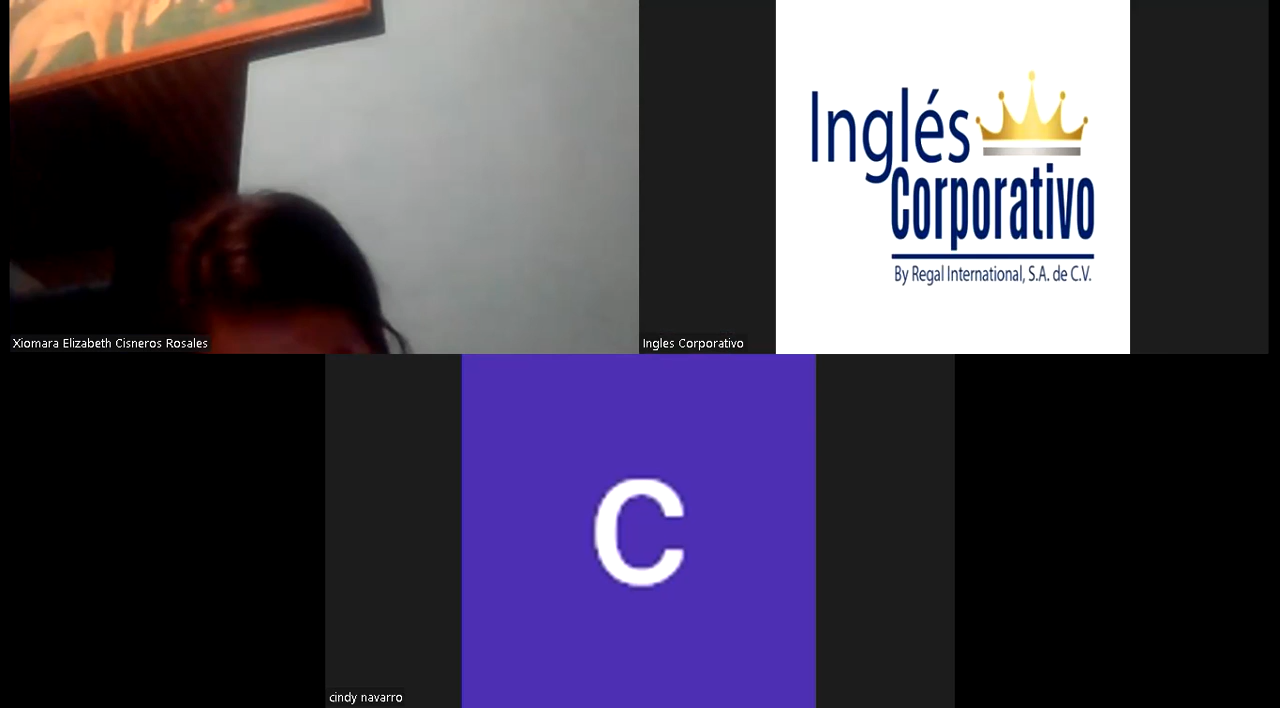 Inglés
Corporativo
By Regal International, S.A. de C.V.
Xiomara Elizabeth Cisneros Rosales
Ingles Corporativo
C
cindy navarro